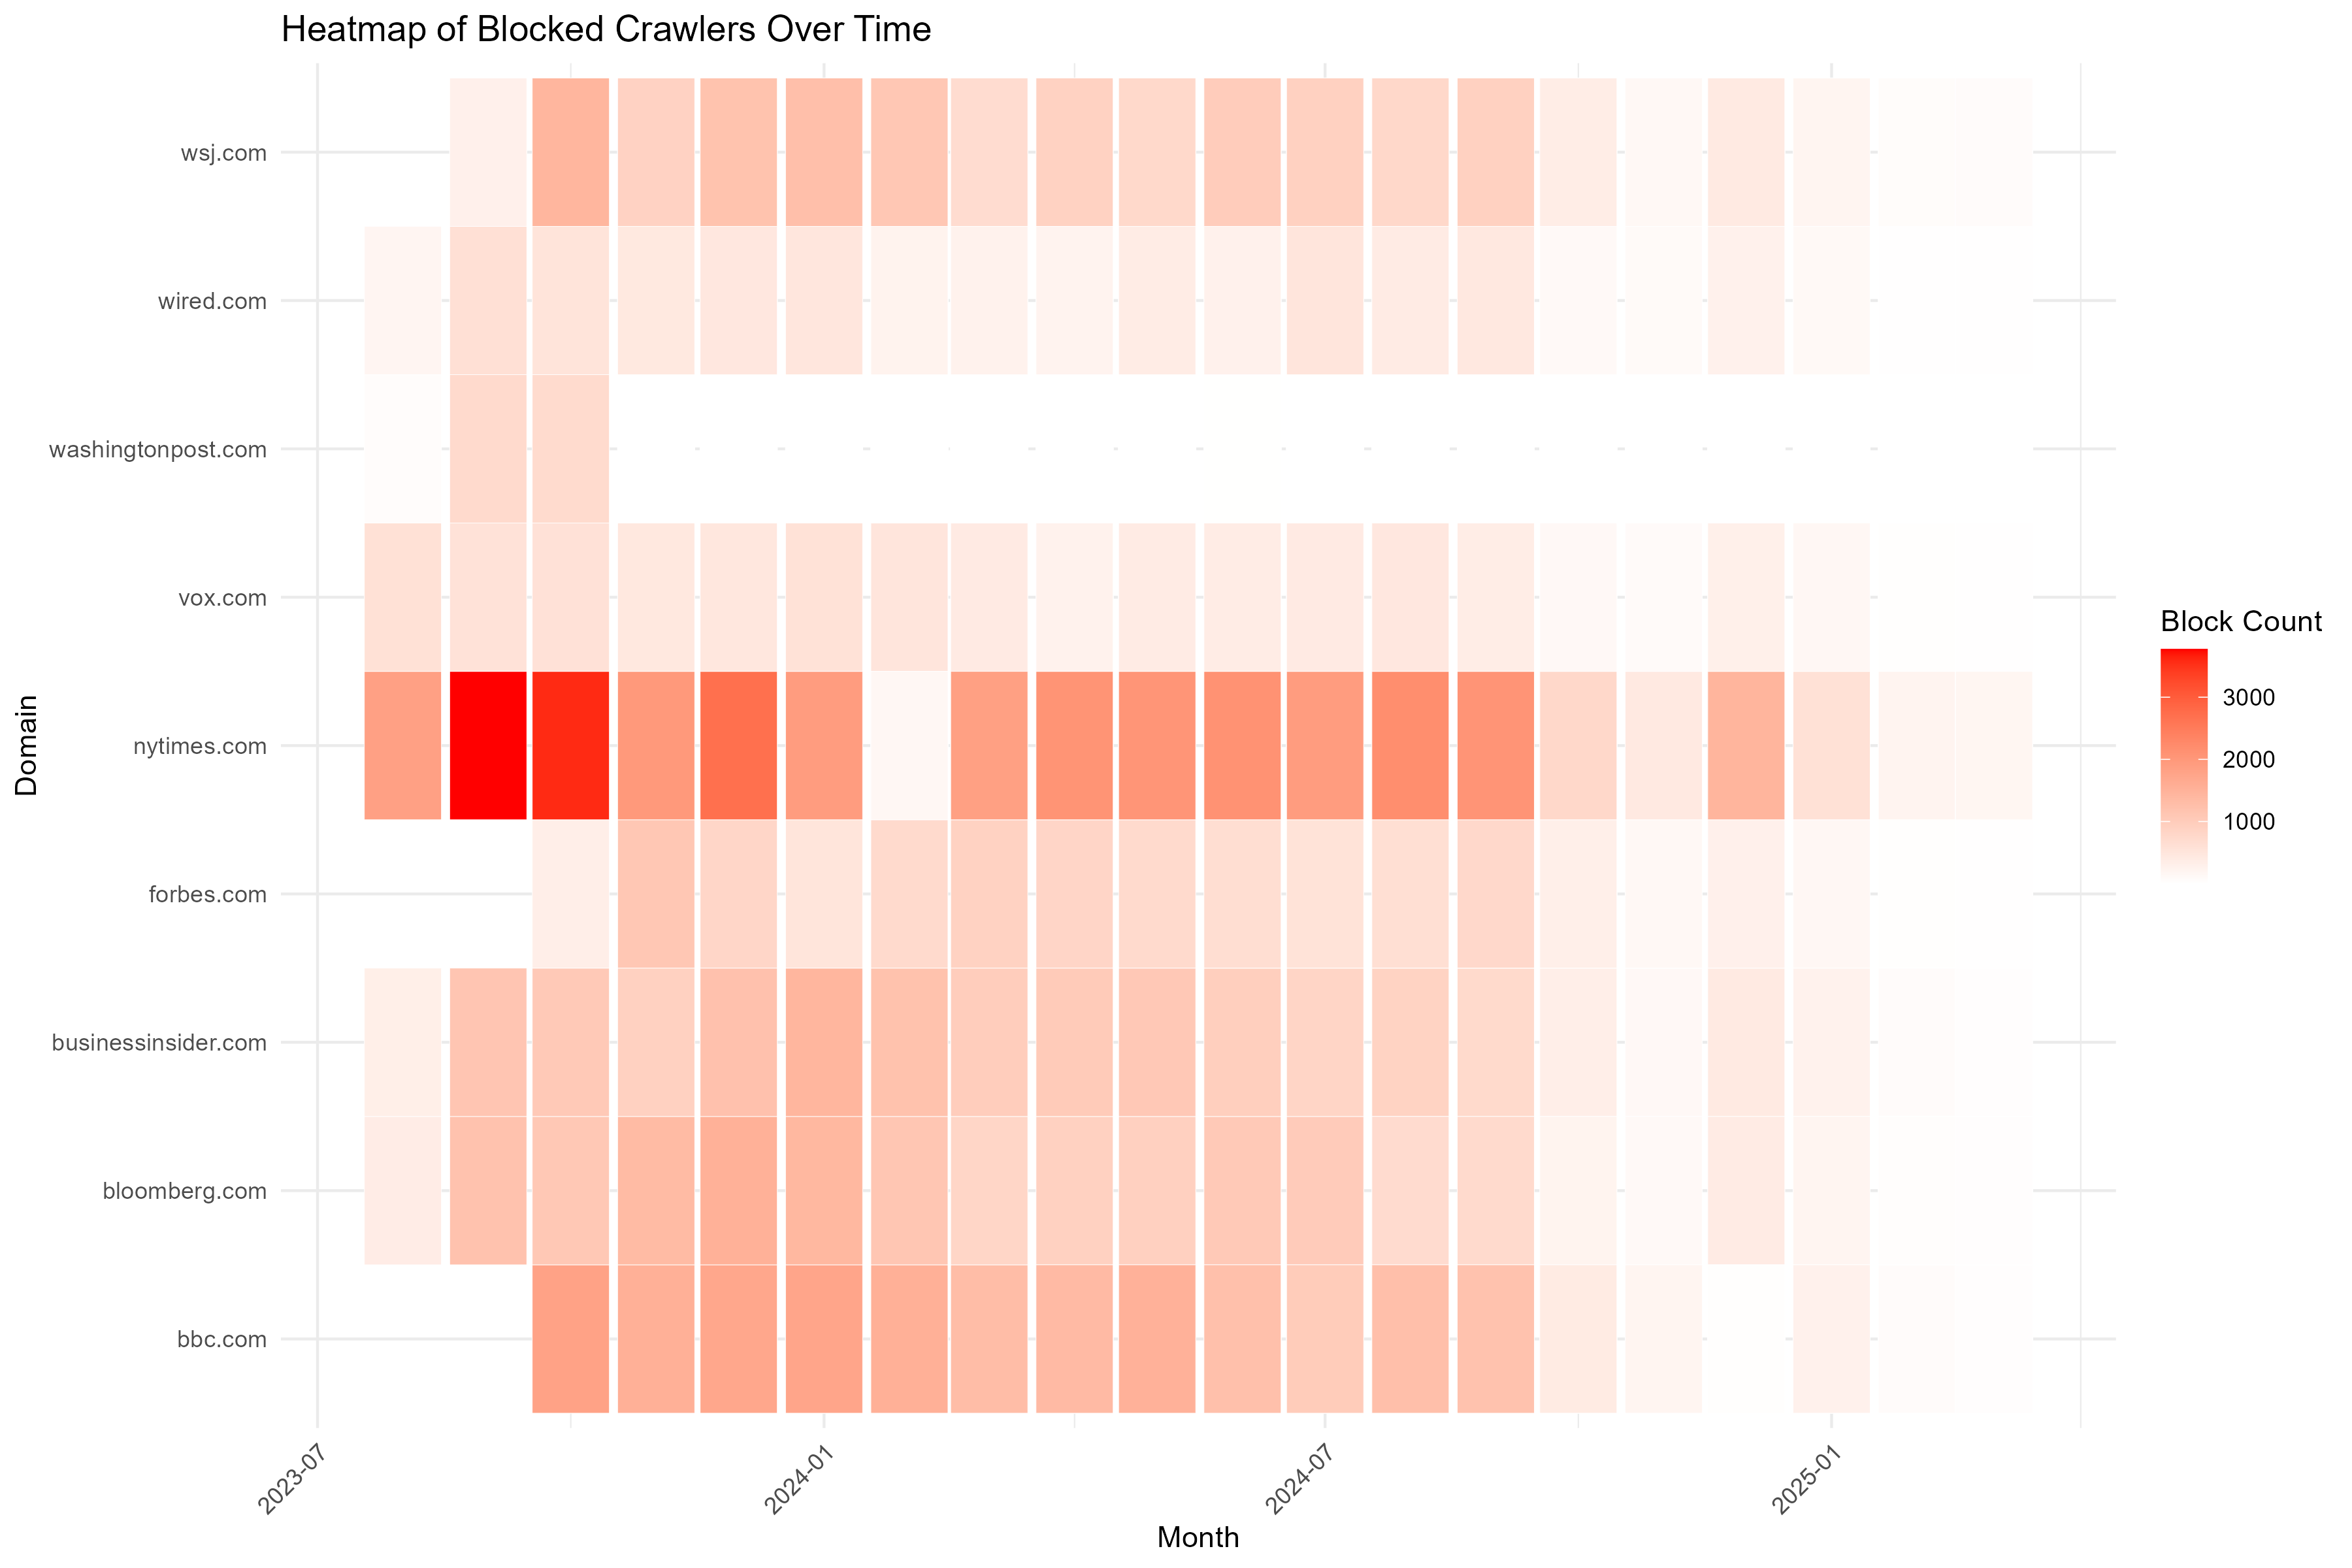 Heatmap of Blocked Crawlers Over Time
wsj.com
wired.com
washingtonpost.com
vox.com
nytimes.com
forbes.com
businessinsider.com
bloomberg.com
bbc.com
Domain
2023-07
2024-01
2024-07
2025-01
Month
Block Count
3000
2000
1000